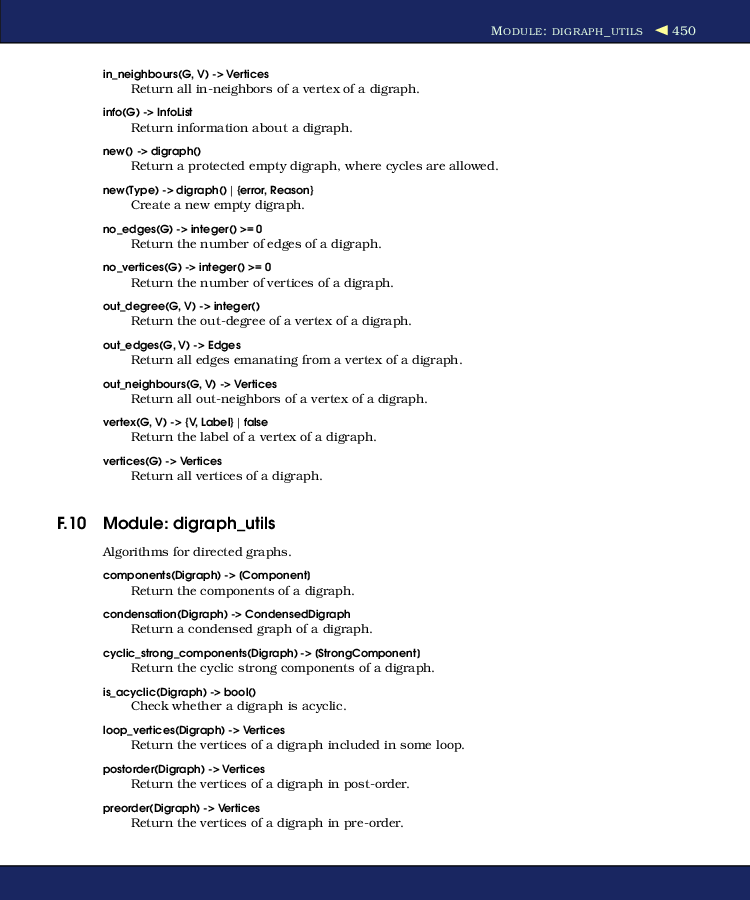 MODULE: DIGRAPH_UTILS ◀ 450
in_neighbours(G, V) -> Vertices
Return all in-neighbors of a vertex of a digraph.
info(G) -> InfoList
Return information about a digraph.
new() -> digraph()
Return a protected empty digraph, where cycles are allowed.
new(Type) -> digraph() | {error, Reason}
Create a new empty digraph.
no_edges(G) -> integer() >= 0
Return the number of edges of a digraph.
no_vertices(G) -> integer() >= 0
Return the number of vertices of a digraph.
out_degree(G, V) -> integer()
Return the out-degree of a vertex of a digraph.
out_edges(G, V) -> Edges
Return all edges emanating from a vertex of a digraph.
out_neighbours(G, V) -> Vertices
Return all out-neighbors of a vertex of a digraph.
vertex(G, V) -> {V, Label} | false
Return the label of a vertex of a digraph.
vertices(G) -> Vertices
Return all vertices of a digraph.
F.10 Module: digraph_utils
Algorithms for directed graphs.
components(Digraph) -> [Component]
Return the components of a digraph.
condensation(Digraph) -> CondensedDigraph
Return a condensed graph of a digraph.
cyclic_strong_components(Digraph) -> [StrongComponent]
Return the cyclic strong components of a digraph.
is_acyclic(Digraph) -> bool()
Check whether a digraph is acyclic.
loop_vertices(Digraph) -> Vertices
Return the vertices of a digraph included in some loop.
postorder(Digraph) -> Vertices
Return the vertices of a digraph in post-order.
preorder(Digraph) -> Vertices
Return the vertices of a digraph in pre-order.